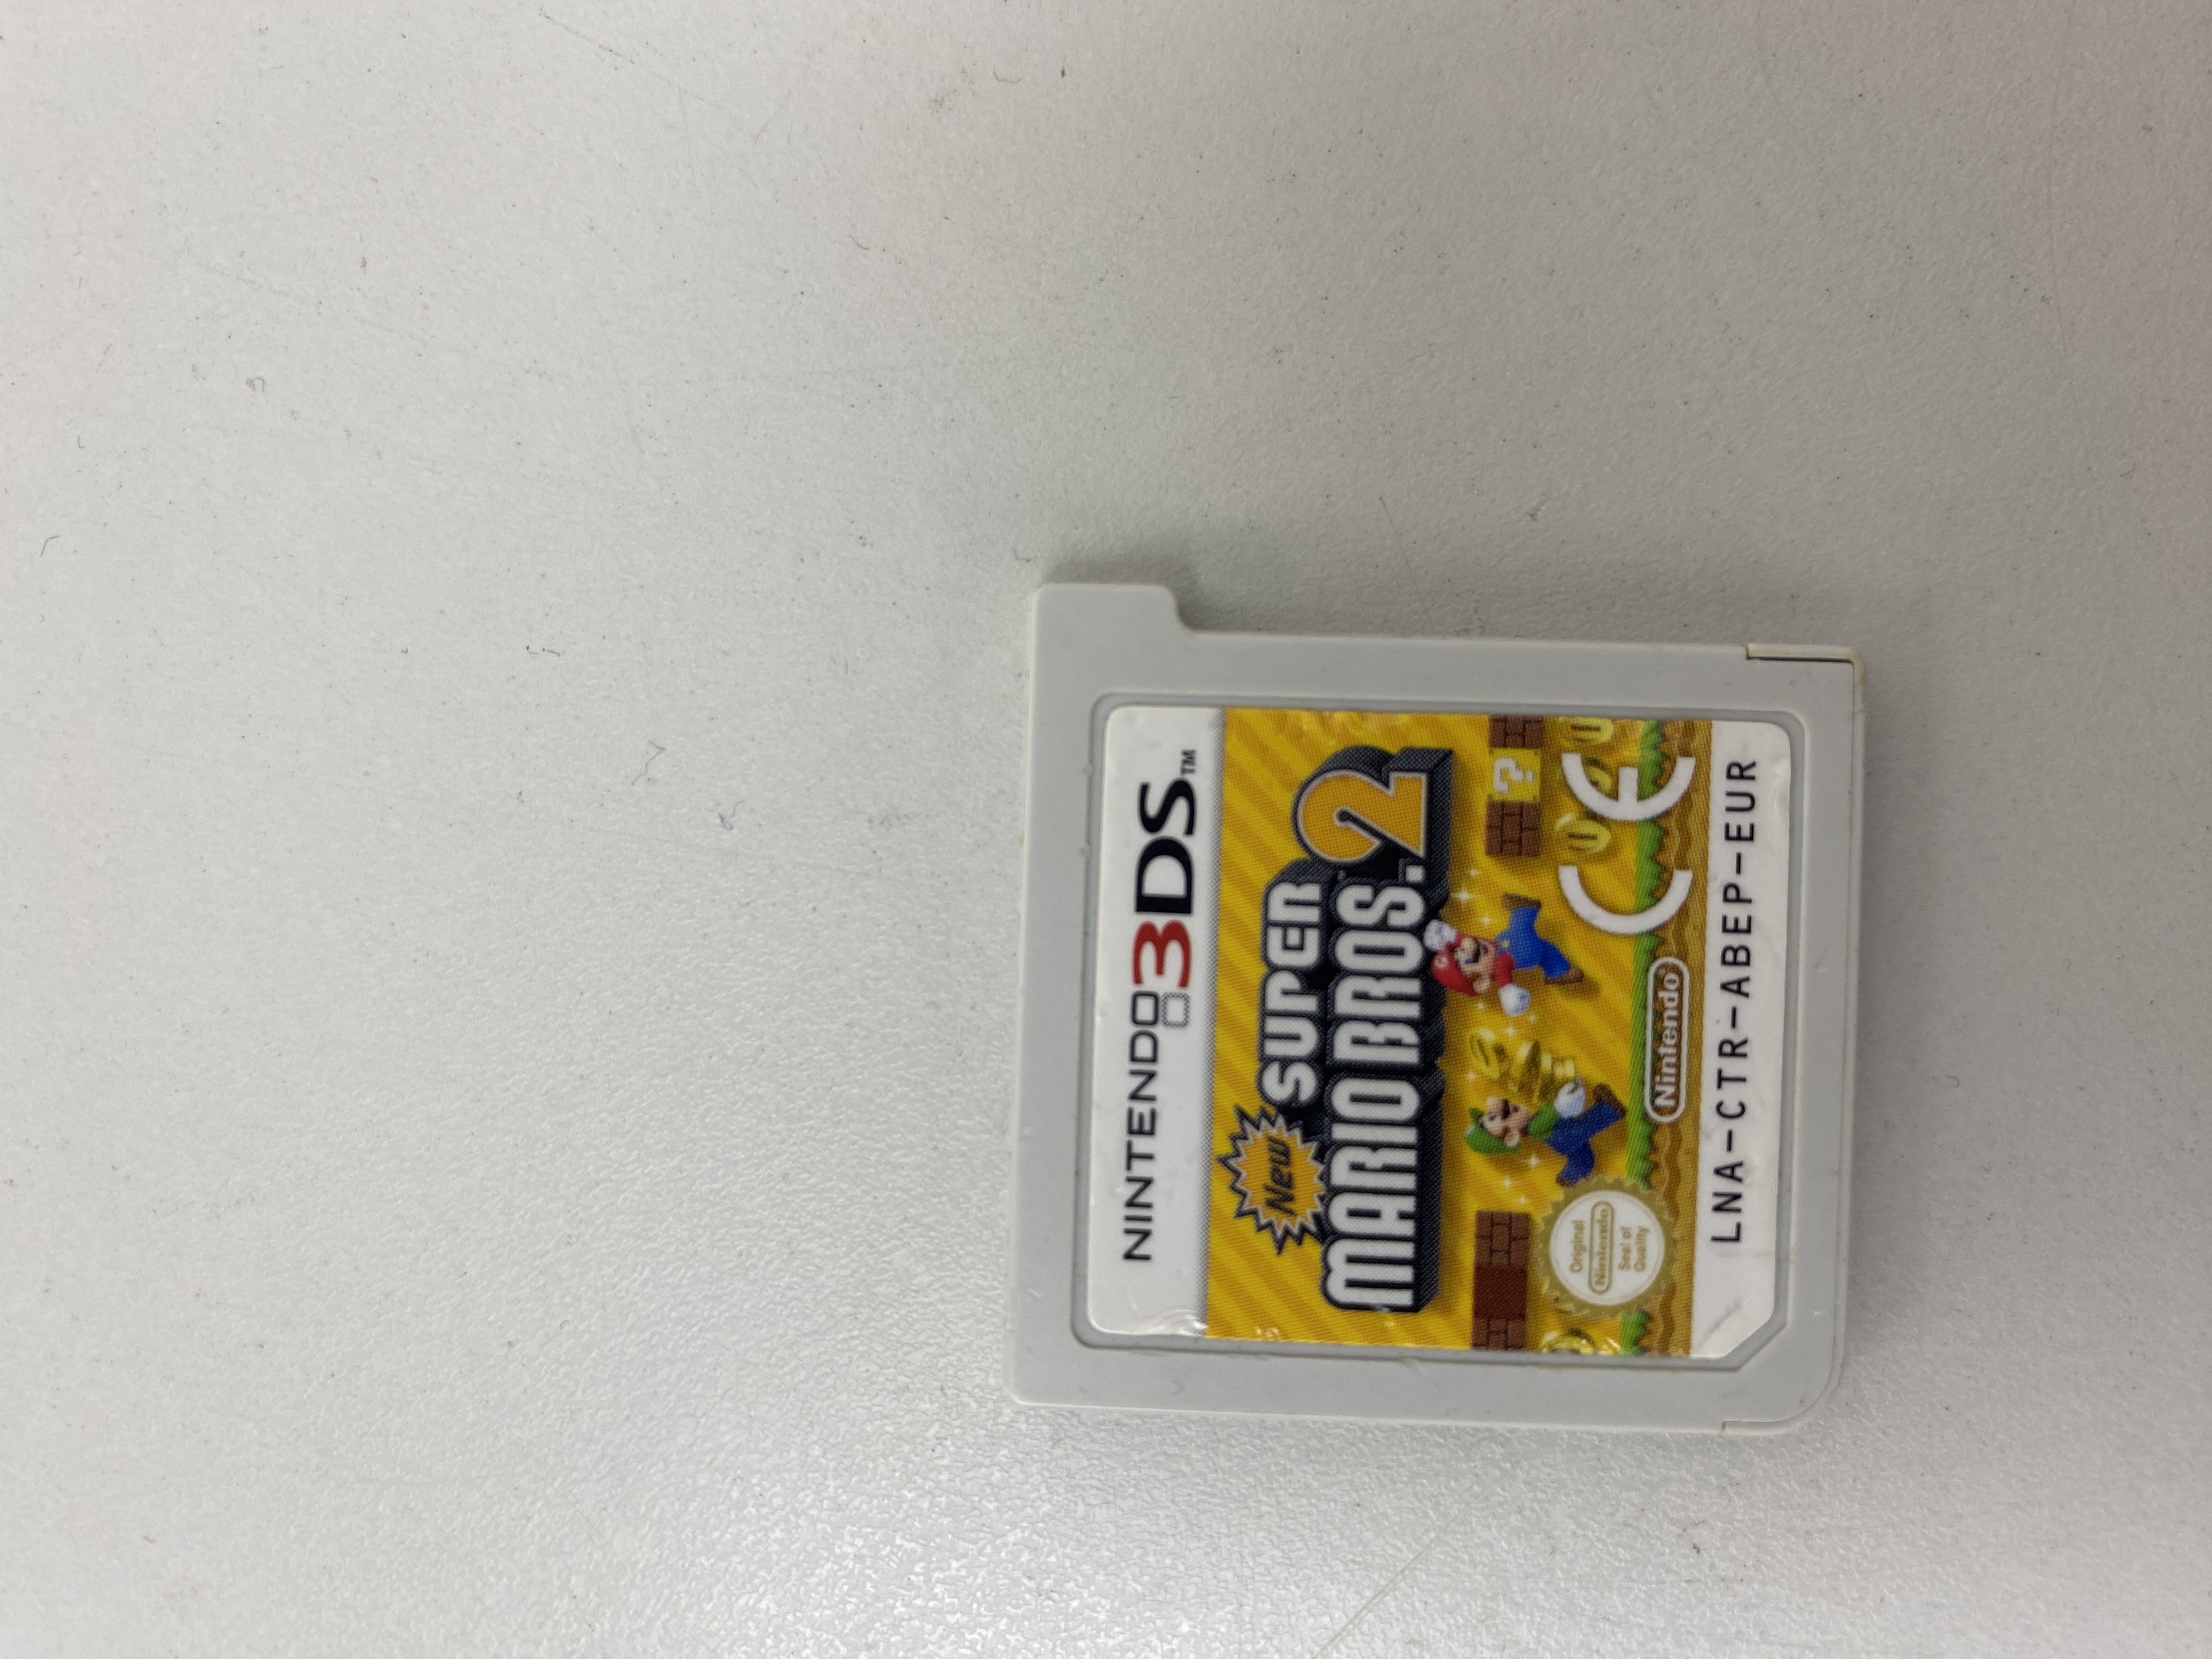 NINTENDO 3DS™
New
SUPER
MARIO BROS. 2
?
Original
Nintendo
Seal of
Quality
Nintendo®
CE
LNA-CTR-ABEP-EUR